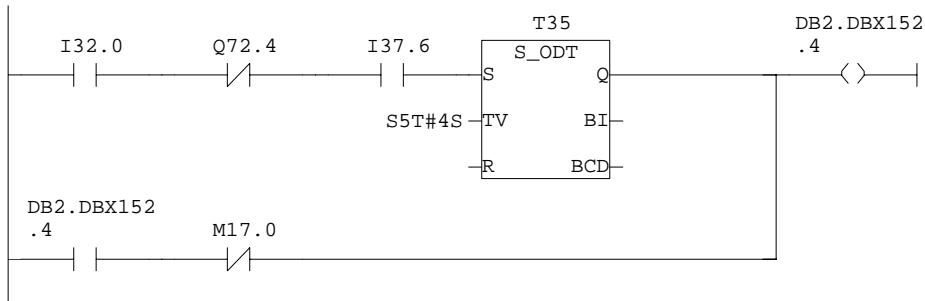 T35
DB2.DBX152
.4
I32.0
Q72.4
I37.6
S_ODT
S
Q
S5T#4S
TV
BI
R
BCD
DB2.DBX152
.4
M17.0